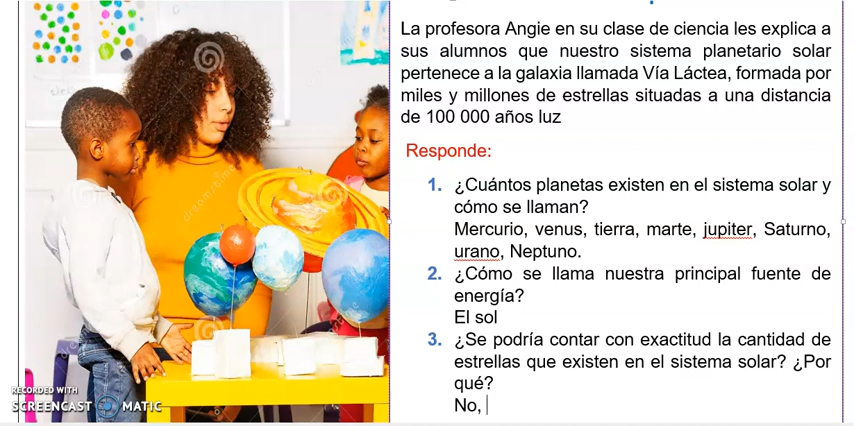 La profesora Angie en su clase de ciencia les explica a
sus alumnos que nuestro sistema planetario solar
pertenece a la galaxia llamada Vía Láctea, formada por
miles y millones de estrellas situadas a una distancia
de 100 000 años luz
Responde:
1. ¿Cuántos planetas existen en el sistema solar y
cómo se llaman?
Mercurio, venus, tierra, marte, jupiter, Saturno,
urano, Neptuno.
2. ¿Cómo se llama nuestra principal fuente de
energía?
El sol
3. ¿Se podría contar con exactitud la cantidad de
estrellas que existen en el sistema solar? ¿Por
qué?
No,
RECORDED WITH
SCREENCAST MATIC